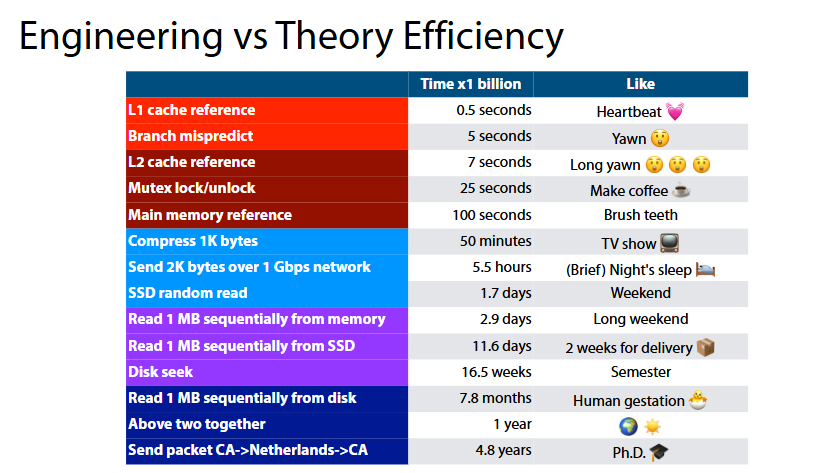 Engineering vs Theory Efficiency
Time x1 billion Like
L1 cache reference 0.5 seconds Heartbeat 💓
Branch mispredict 5 seconds Yawn 😲
L2 cache reference 7 seconds Long yawn 😲 😲 😲
Mutex lock/unlock 25 seconds Make coffee ☕
Main memory reference 100 seconds Brush teeth
Compress 1K bytes 50 minutes TV show 📺
Send 2K bytes over 1 Gbps network 5.5 hours (Brief) Night's sleep 🛌
SSD random read 1.7 days Weekend
Read 1 MB sequentially from memory 2.9 days Long weekend
Read 1 MB sequentially from SSD 11.6 days 2 weeks for delivery 📦
Disk seek 16.5 weeks Semester
Read 1 MB sequentially from disk 7.8 months Human gestation 🐣
Above two together 1 year 🌍 ☀️
Send packet CA->Netherlands->CA 4.8 years Ph.D. 🎓